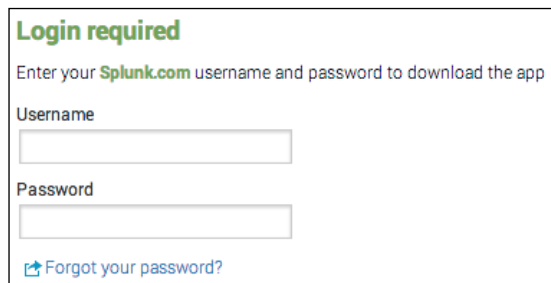 Login required
Enter your Splunk.com username and password to download the app
Username
Password
Forgot your password?